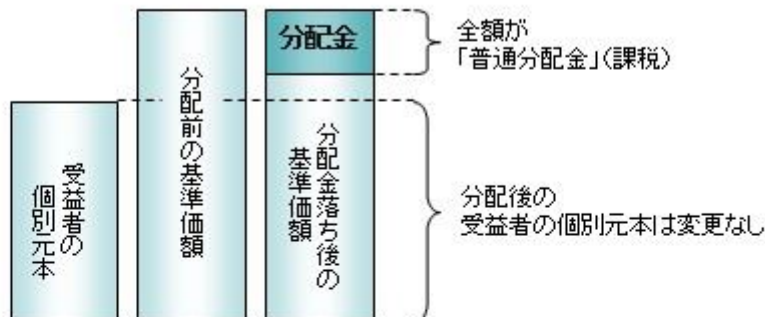 分配金
全額が
「普通分配金」(課税)
受益者の
個別元本
分配前の基準価額
分配金落ち後の
基準価額
分配後の
受益者の個別元本は変更なし